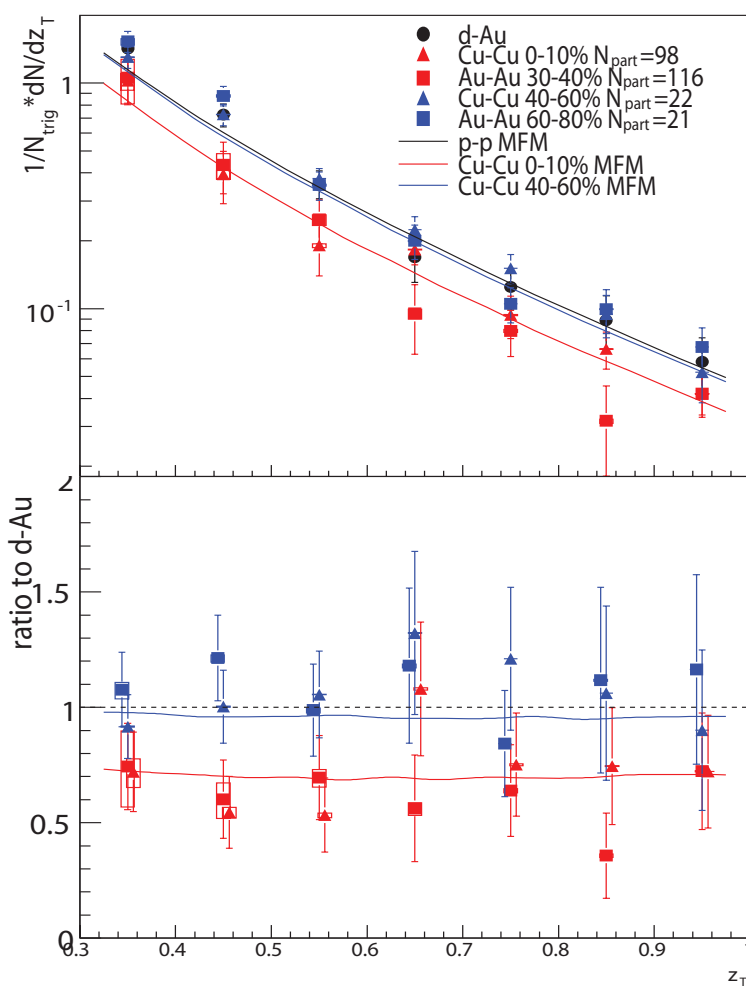 1/N_trig*dN/dz_T
d-Au
Cu-Cu 0-10% N_part=98
Au-Au 30-40% N_part=116
Cu-Cu 40-60% N_part=22
Au-Au 60-80% N_part=21
p-p MFM
Cu-Cu 0-10% MFM
Cu-Cu 40-60% MFM
1
10^-1
ratio to d-Au
2
1.5
1
0.5
0
0.3 0.4 0.5 0.6 0.7 0.8 0.9
z_T